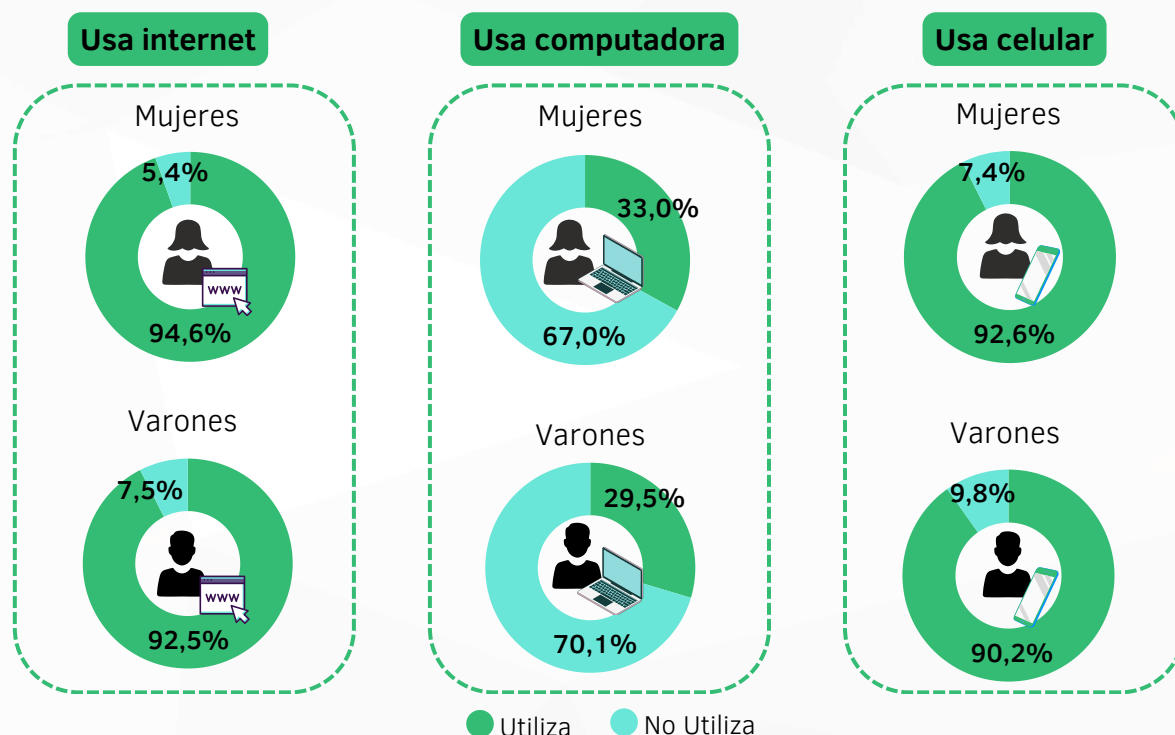 Usa internet
Mujeres
5,4%
WWW
94,6%
Varones
7,5%
WWW
92,5%
Usa computadora
Mujeres
33,0%
67,0%
Varones
29,5%
70,1%
Usa celular
Mujeres
7,4%
92,6%
Varones
9,8%
90,2%
Utiliza
No Utiliza